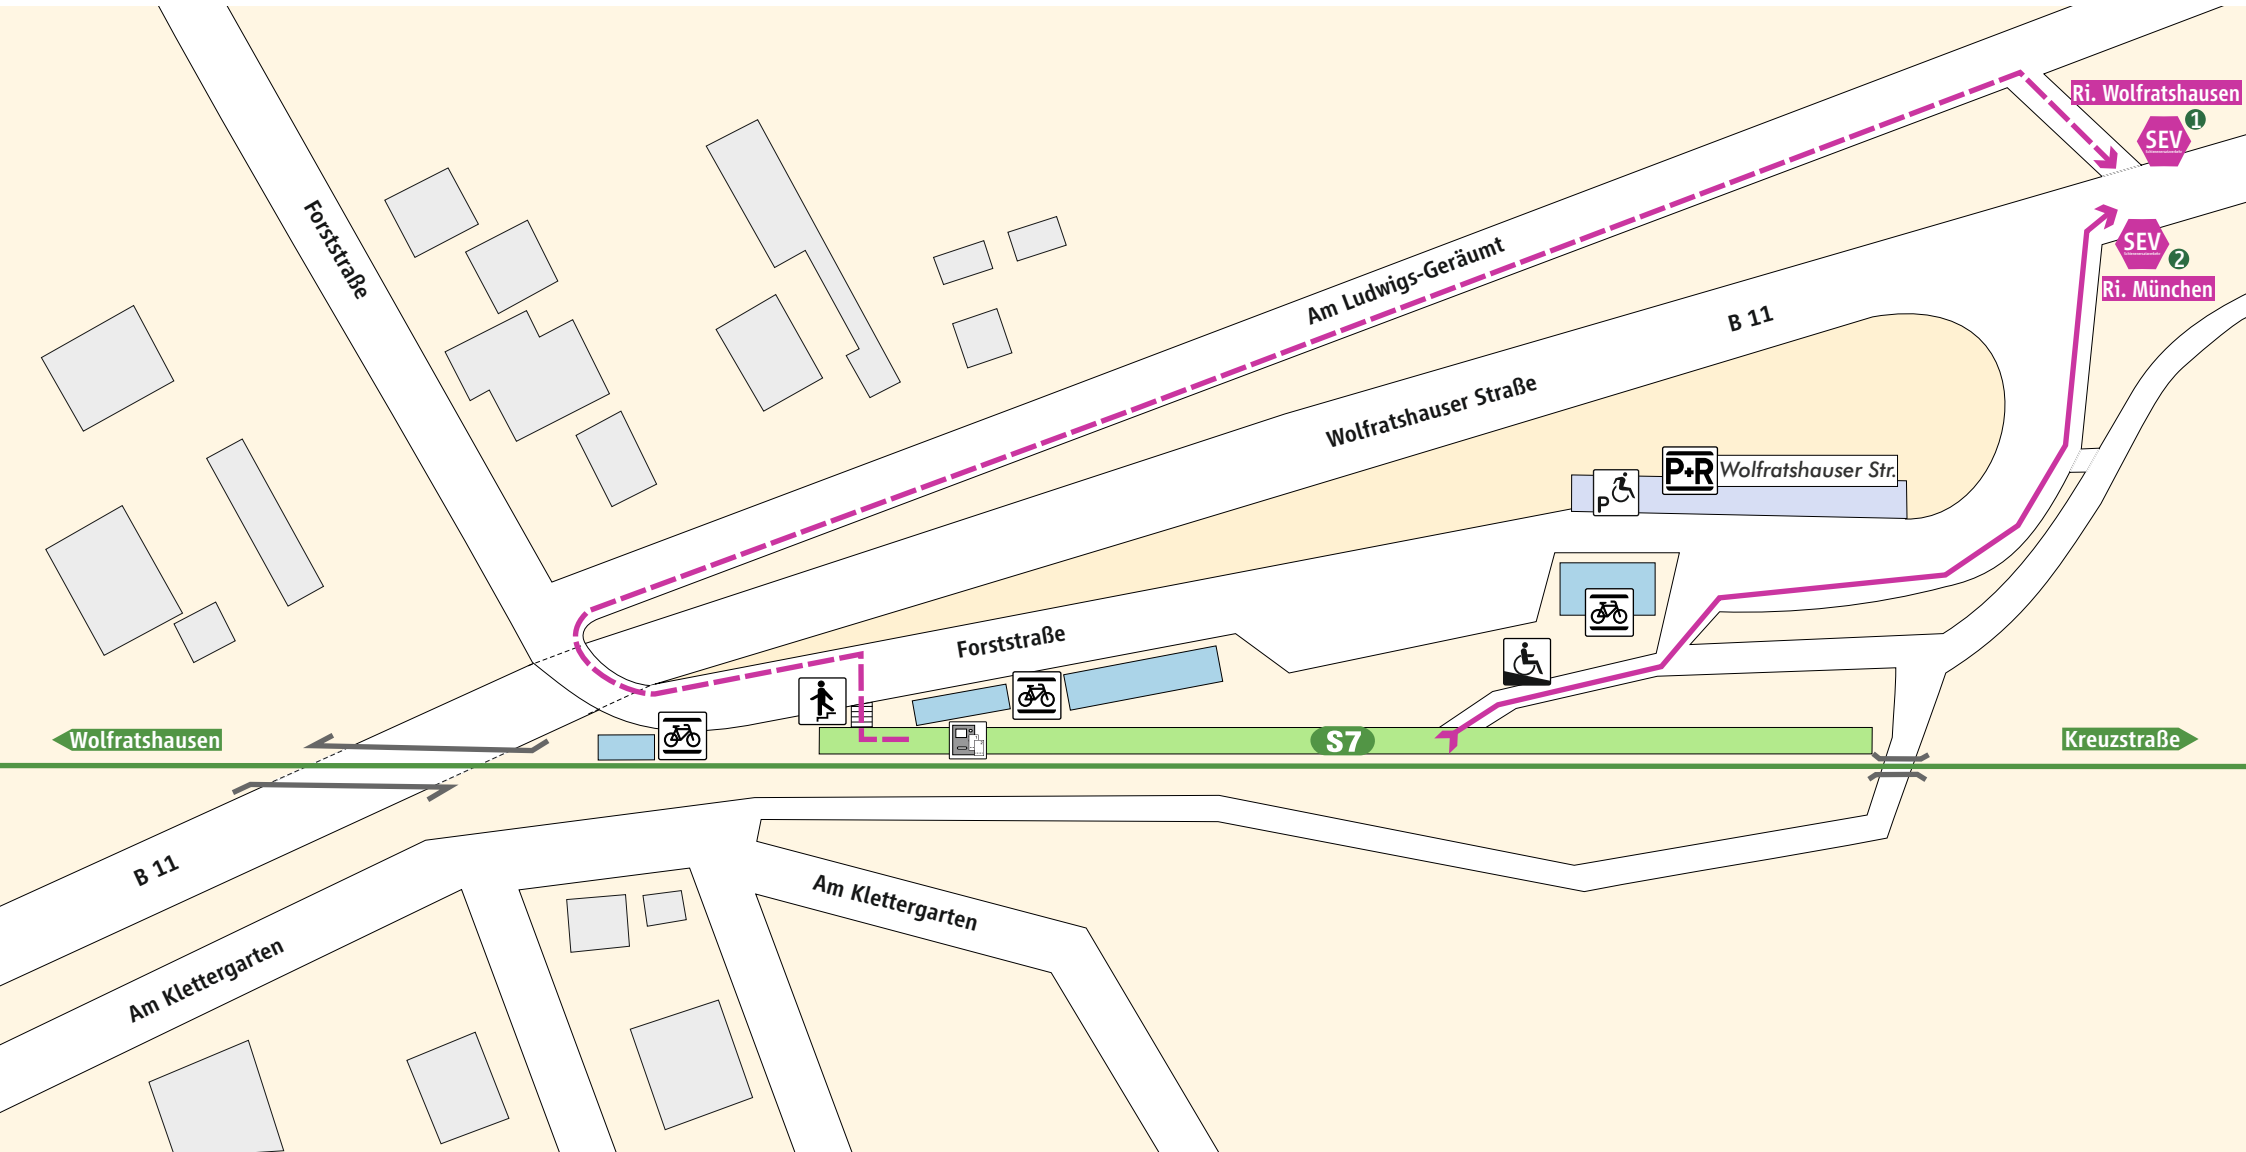 Ri. Wolfratshausen
1
SEV
SEV
2
Ri. München
Forststraße
Am Ludwigs-Geräumt
B 11
Wolfratshauser Straße
P+R
Wolfratshauser Str.
P
Forststraße
Wolfratshausen
S7
Kreuzstraße
B 11
Am Klettergarten
Am Klettergarten